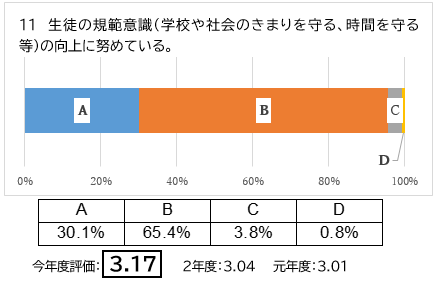 11　生徒の規範意識（学校や社会のきまりを守る、時間を守る
等）の向上に努めている。
A B C
D
0% 20% 40% 60% 80% 100%
A B C D
30.1% 65.4% 3.8% 0.8%
今年度評価：3.17　2年度：3.04　元年度：3.01